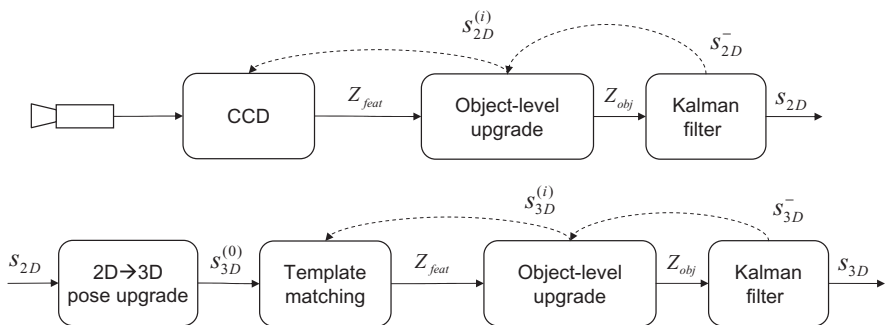 s_{2D}^{(i)}
s_{2D}^{-}
CCD
Z_{feat}
Object-level
upgrade
Z_{obj}
Kalman
filter
s_{2D}
s_{3D}^{(i)}
s_{3D}^{-}
s_{2D}
2D→3D
pose upgrade
s_{3D}^{(0)}
Template
matching
Z_{feat}
Object-level
upgrade
Z_{obj}
Kalman
filter
s_{3D}